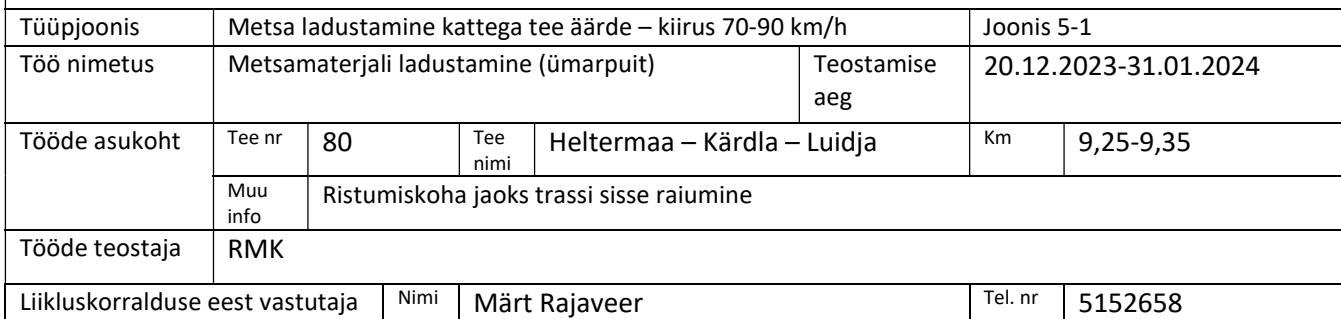 Tüüpjoonis Metsa ladustamine kattega tee äärde – kiirus 70-90 km/h Joonis 5-1
Töö nimetus Metsamaterjali ladustamine (ümarpuit) Teostamise aeg 20.12.2023-31.01.2024
Tööde asukoht Tee nr 80 Tee nimi Heltermaa – Kärdla – Luidja Km 9,25-9,35
Muu info Ristumiskoha jaoks trassi sisse raiumine
Tööde teostaja RMK
Liikluskorralduse eest vastutaja Nimi Märt Rajaveer Tel. nr 5152658